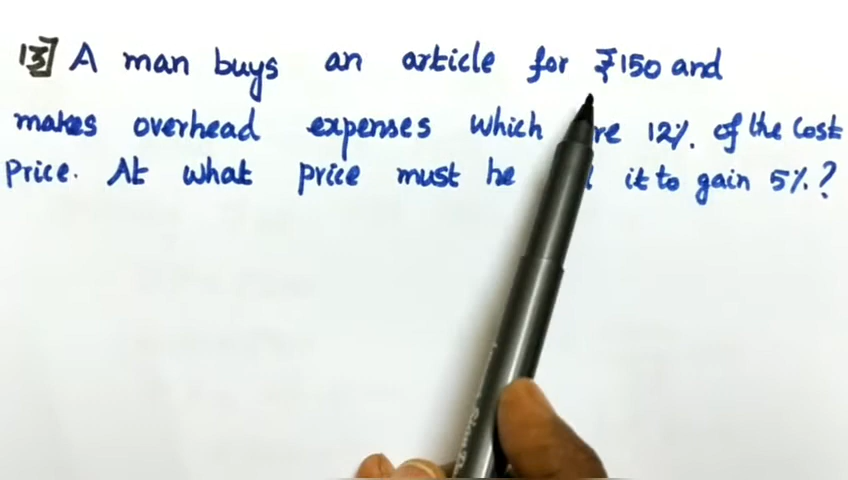 13] A man buys an article for ₹150 and
makes overhead expenses which 12%. of the Cost
Price. At what price must he it to gain 5%.?